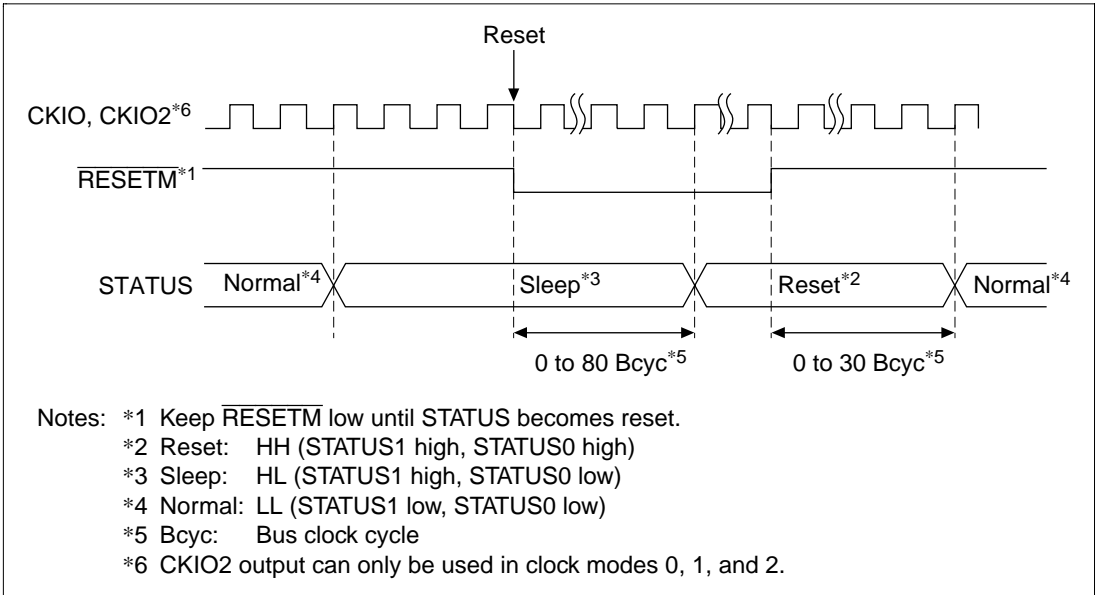 Reset
CKIO, CKIO2*6
RESETM*1
STATUS Normal*4 Sleep*3 Reset*2 Normal*4
0 to 80 Bcyc*5 0 to 30 Bcyc*5
Notes: *1 Keep RESETM low until STATUS becomes reset.
*2 Reset: HH (STATUS1 high, STATUS0 high)
*3 Sleep: HL (STATUS1 high, STATUS0 low)
*4 Normal: LL (STATUS1 low, STATUS0 low)
*5 Bcyc: Bus clock cycle
*6 CKIO2 output can only be used in clock modes 0, 1, and 2.